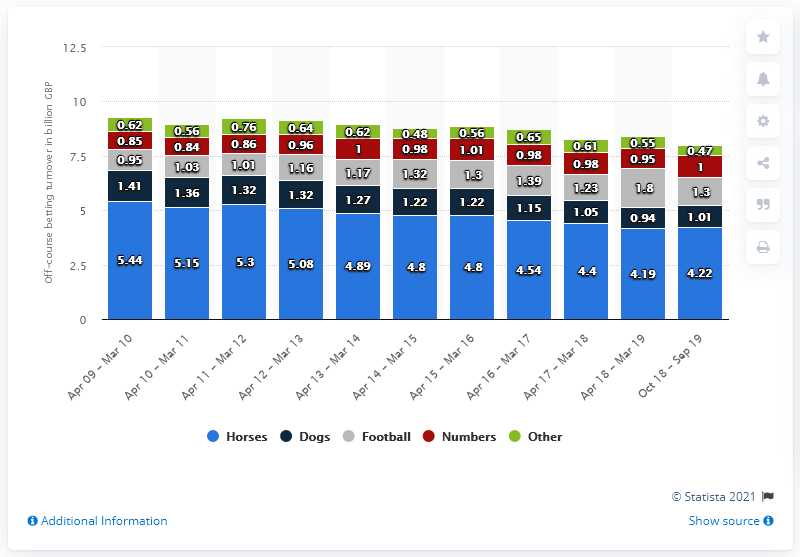 12.5
10
7.5
5
2.5
0
Off-course betting turnover in billion GBP
0.62 0.56 0.76 0.64 0.62 0.48 0.56 0.65 0.61 0.55 0.47
0.85 0.84 0.86 0.96 1 0.98 1.01 0.98 0.98 0.95 1
0.95 1.03 1.01 1.16 1.17 1.32 1.3 1.39 1.23 1.8 1.3
1.41 1.36 1.32 1.32 1.27 1.22 1.22 1.15 1.05 0.94 1.01
5.44 5.15 5.3 5.08 4.89 4.8 4.8 4.54 4.4 4.19 4.22
Apr 09 – Mar 10
Apr 10 – Mar 11
Apr 11 – Mar 12
Apr 12 – Mar 13
Apr 13 – Mar 14
Apr 14 – Mar 15
Apr 15 – Mar 16
Apr 16 – Mar 17
Apr 17 – Mar 18
Apr 18 – Mar 19
Oct 18 – Sep 19
Horses Dogs Football Numbers Other
© Statista 2021
Additional Information
Show source